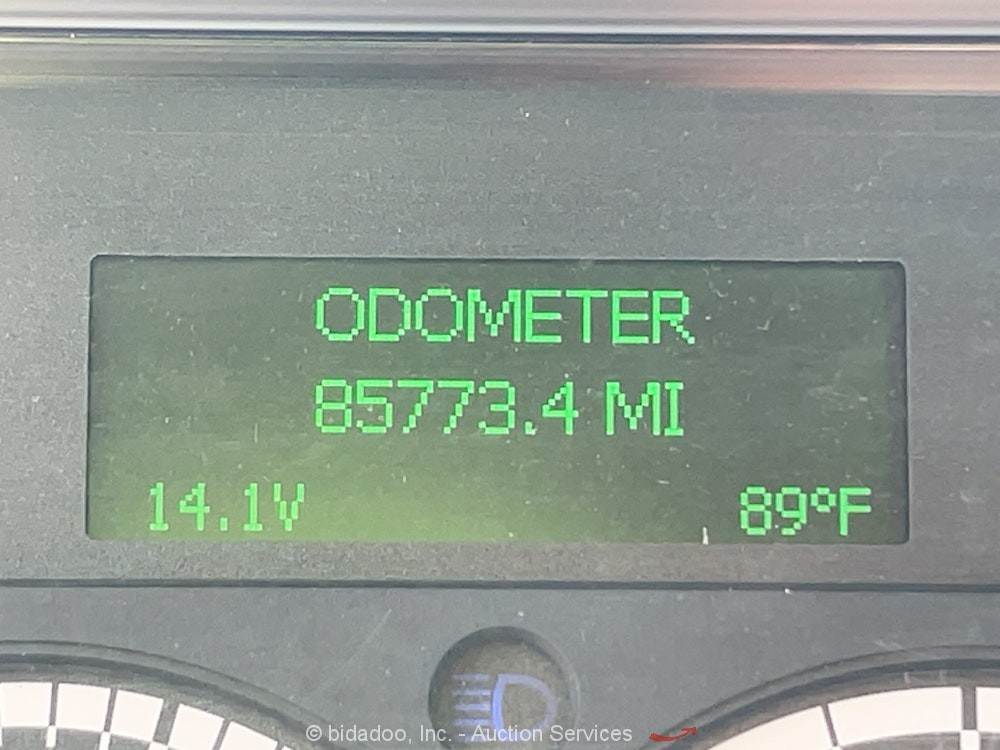 ODOMETER
85773.4 MI
14.1V 89°F
© bidadoo, Inc. - Auction Services